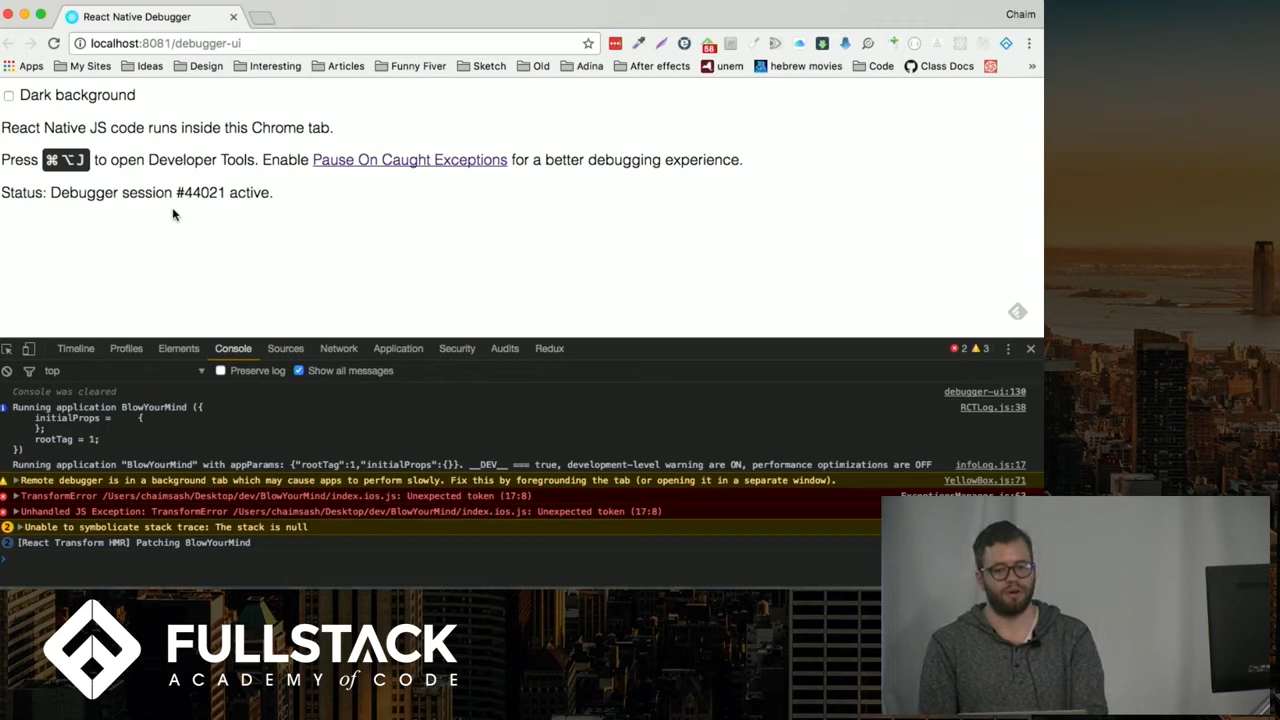 React Native Debugger
Chaim
localhost:8081/debugger-ui
58
Apps My Sites Ideas Design Interesting Articles Funny Fiver Sketch Old Adina After effects unem hebrew movies Code Class Docs »
Dark background
React Native JS code runs inside this Chrome tab.
Press ⌘⌥J to open Developer Tools. Enable Pause On Caught Exceptions for a better debugging experience.
Status: Debugger session #44021 active.
Timeline Profiles Elements Console Sources Network Application Security Audits Redux 2 3
top Preserve log Show all messages
Console was cleared debugger-ui:130
Running application BlowYourMind ({ RCTLog.js:38
initialProps = {
};
rootTag = 1;
})
Running application "BlowYourMind" with appParams: {"rootTag":1,"initialProps":{}}. __DEV__ === true, development-level warning are ON, performance optimizations are OFF infoLog.js:17
Remote debugger is in a background tab which may cause apps to perform slowly. Fix this by foregrounding the tab (or opening it in a separate window). YellowBox.js:71
TransformError /Users/chaimsash/Desktop/dev/BlowYourMind/index.ios.js: Unexpected token (17:8)
Unhandled JS Exception: TransformError /Users/chaimsash/Desktop/dev/BlowYourMind/index.ios.js: Unexpected token (17:8)
2 Unable to symbolicate stack trace: The stack is null
2 [React Transform HMR] Patching BlowYourMind
FULLSTACK
ACADEMY of CODE